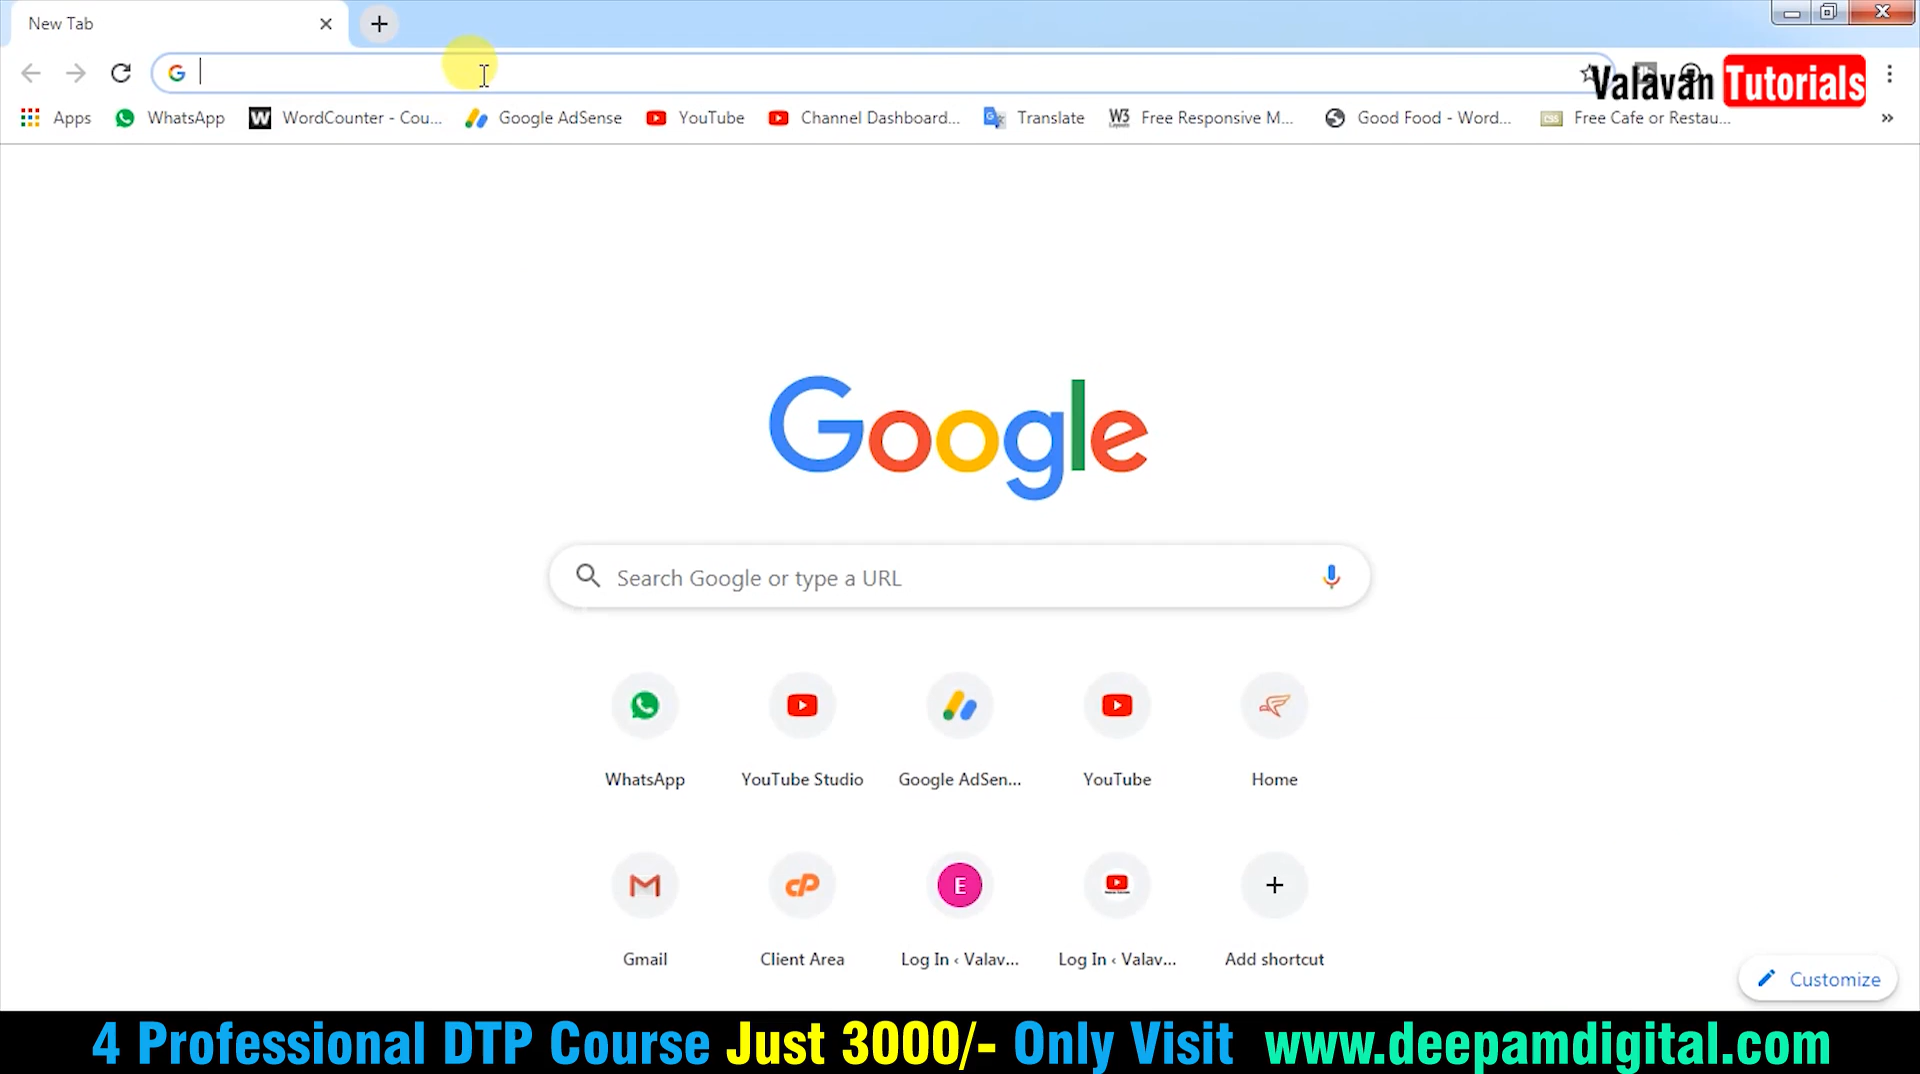 New Tab
Valavan Tutorials
Apps WhatsApp WordCounter - Cou... Google AdSense YouTube Channel Dashboard... Translate Free Responsive M... Good Food - Word... Free Cafe or Restau... »
Google
Search Google or type a URL
WhatsApp YouTube Studio Google AdSen... YouTube Home
Gmail Client Area Log In ‹ Valav... Log In ‹ Valav... Add shortcut
Customize
4 Professional DTP Course Just 3000/- Only Visit www.deepamdigital.com